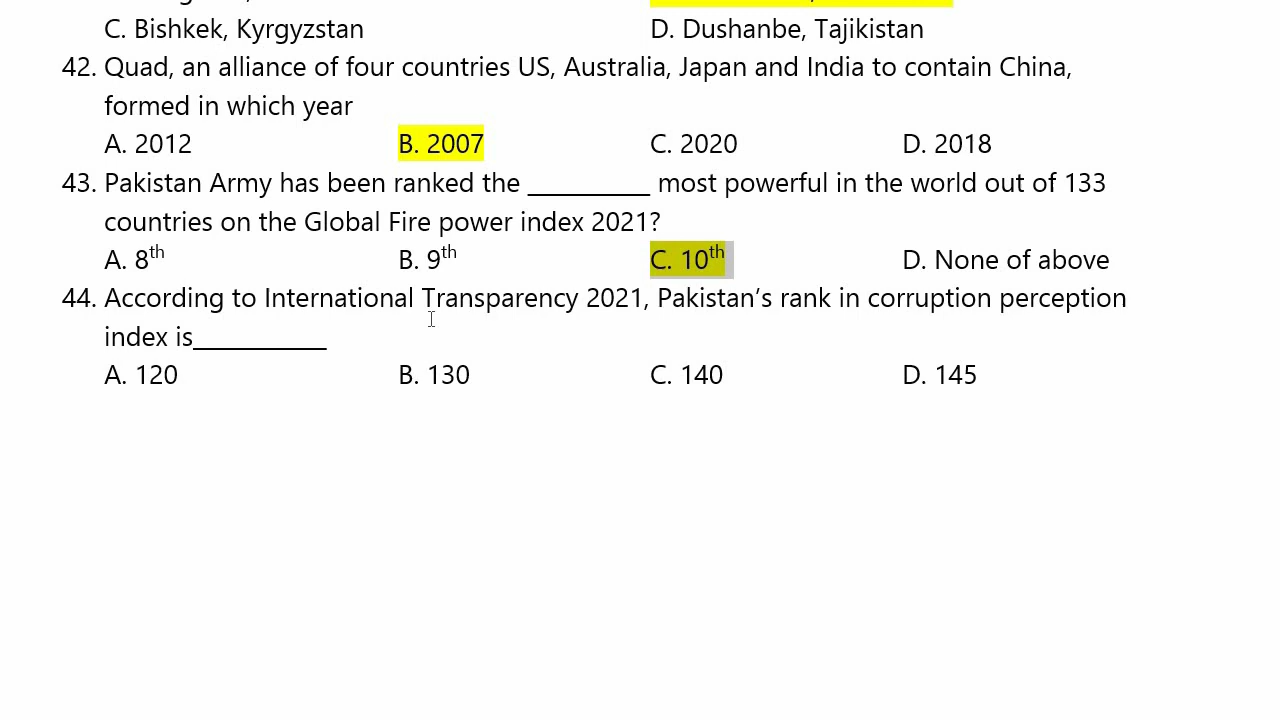 C. Bishkek, Kyrgyzstan D. Dushanbe, Tajikistan
42. Quad, an alliance of four countries US, Australia, Japan and India to contain China,
formed in which year
A. 2012 B. 2007 C. 2020 D. 2018
43. Pakistan Army has been ranked the _________ most powerful in the world out of 133
countries on the Global Fire power index 2021?
A. 8th B. 9th C. 10th D. None of above
44. According to International Transparency 2021, Pakistan’s rank in corruption perception
index is__________
A. 120 B. 130 C. 140 D. 145